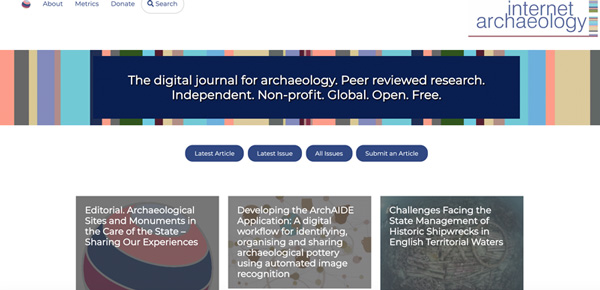 About Metrics Donate Search
internet
archaeology
The digital journal for archaeology. Peer reviewed research.
Independent. Non-profit. Global. Open. Free.
Latest Article Latest Issue All Issues Submit an Article
Editorial. Archaeological
Sites and Monuments in
the Care of the State –
Sharing Our Experiences
Developing the ArchAIDE
Application: A digital
workflow for identifying,
organising and sharing
archaeological pottery
using automated image
recognition
Challenges Facing the
State Management of
Historic Shipwrecks in
English Territorial Waters